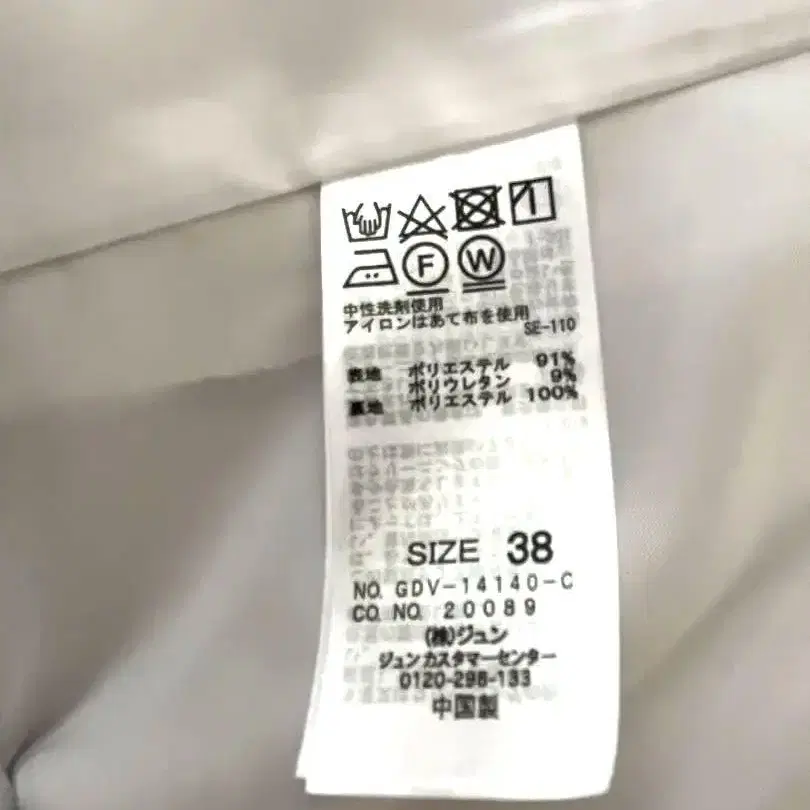 F W
中性洗剤使用
アイロンはあて布を使用
SE-110
表地 ポリエステル 91%
ポリウレタン 9%
裏地 ポリエステル 100%
SIZE 38
NO. GDV-14140-C
CO. NO. 20089
(株)ジュン
ジュンカスタマーセンター
0120-298-133
中国製